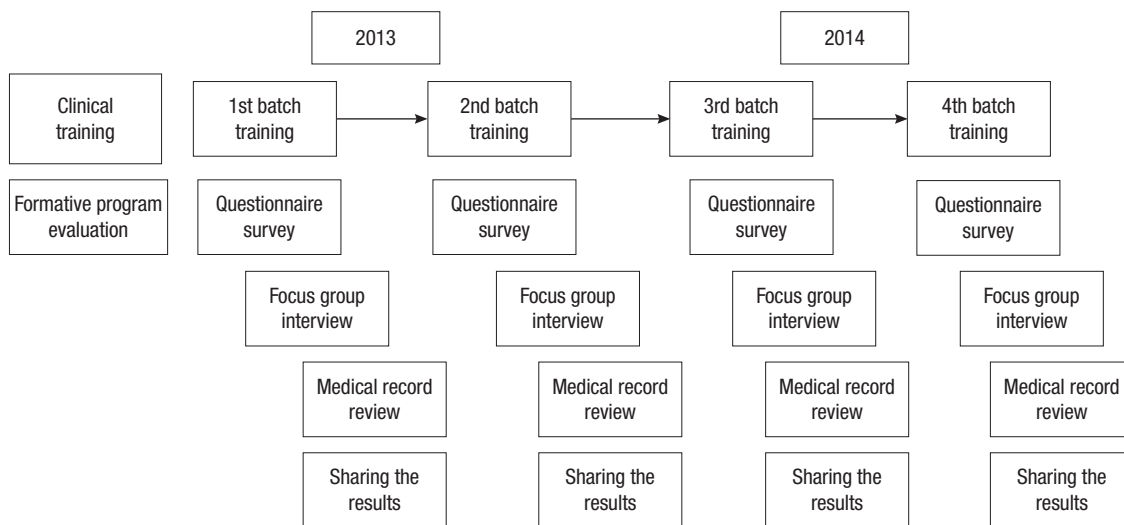 2013
2014
Clinical
training
1st batch
training
2nd batch
training
3rd batch
training
4th batch
training
Formative program
evaluation
Questionnaire
survey
Questionnaire
survey
Questionnaire
survey
Questionnaire
survey
Focus group
interview
Focus group
interview
Focus group
interview
Focus group
interview
Medical record
review
Medical record
review
Medical record
review
Medical record
review
Sharing the
results
Sharing the
results
Sharing the
results
Sharing the
results